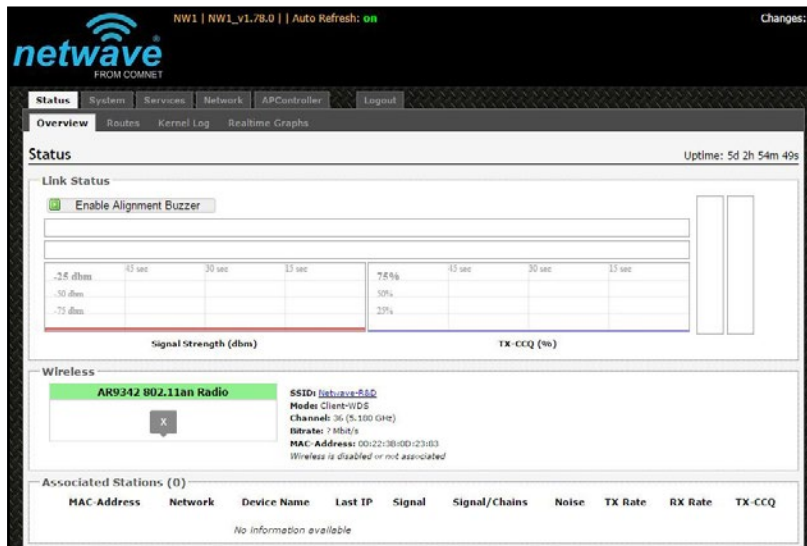 NW1 | NW1_v1.78.0 | | Auto Refresh: on
Changes:
netwave
FROM COMNET
Status System Services Network APController Logout
Overview Routes Kernel Log Realtime Graphs
Status
Uptime: 5d 2h 54m 49s
Link Status
Enable Alignment Buzzer
-25 dbm 45 sec 30 sec 15 sec 75% 45 sec 30 sec 15 sec
-50 dbm 50%
-75 dbm 25%
Signal Strength (dbm) TX-CCQ (%)
Wireless
AR9342 802.11an Radio
X
SSID: Netwave-R&D
Mode: Client-WDS
Channel: 36 (5.180 GHz)
Bitrate: ? Mbit/s
MAC-Address: 00:22:3B:0D:23:83
Wireless is disabled or not associated
Associated Stations (0)
MAC-Address Network Device Name Last IP Signal Signal/Chains Noise TX Rate RX Rate TX-CCQ
No information available